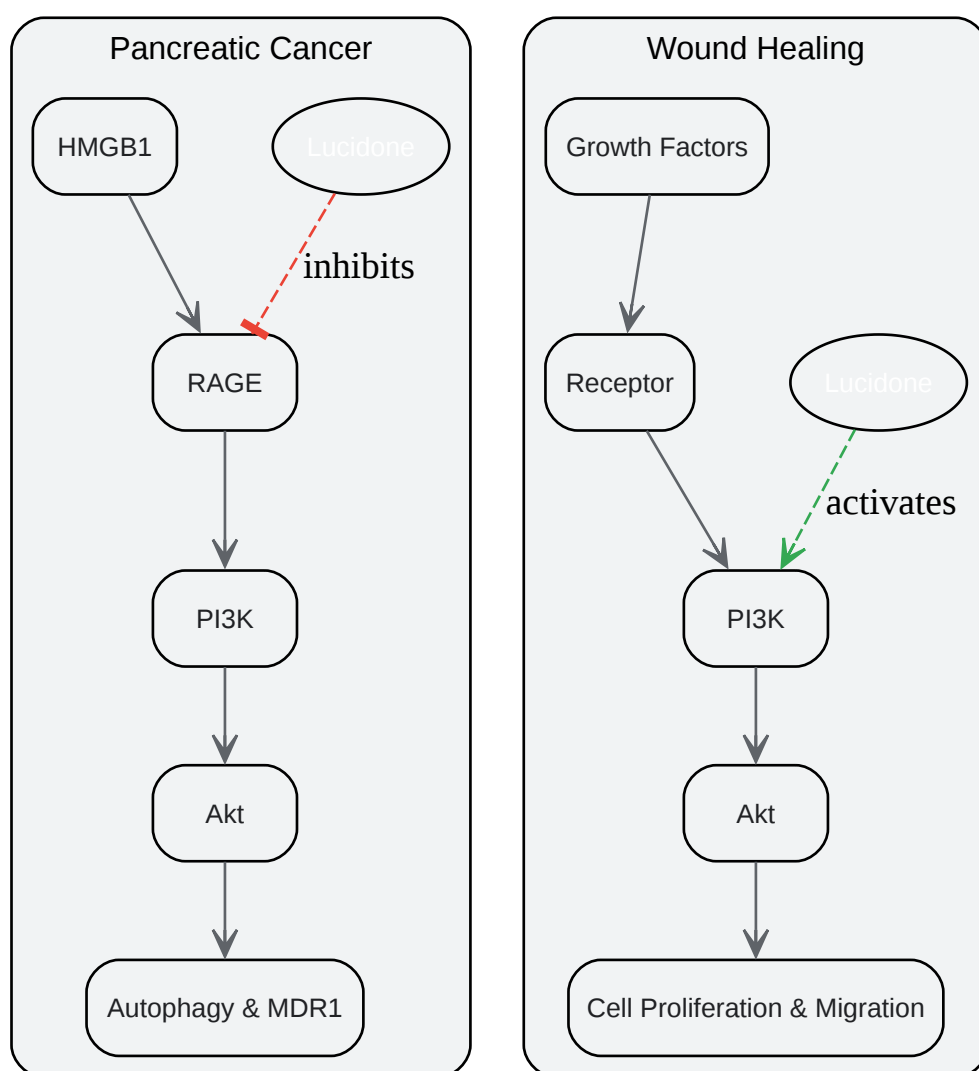 Pancreatic Cancer
HMGB1
Lucidone
inhibits
RAGE
PI3K
Akt
Autophagy & MDR1
Wound Healing
Growth Factors
Receptor
Lucidone
activates
PI3K
Akt
Cell Proliferation & Migration